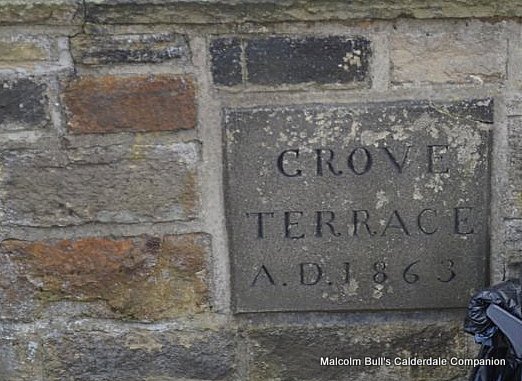 GROVE
TERRACE
A.D.1863
Malcolm Bull's Calderdale Companion